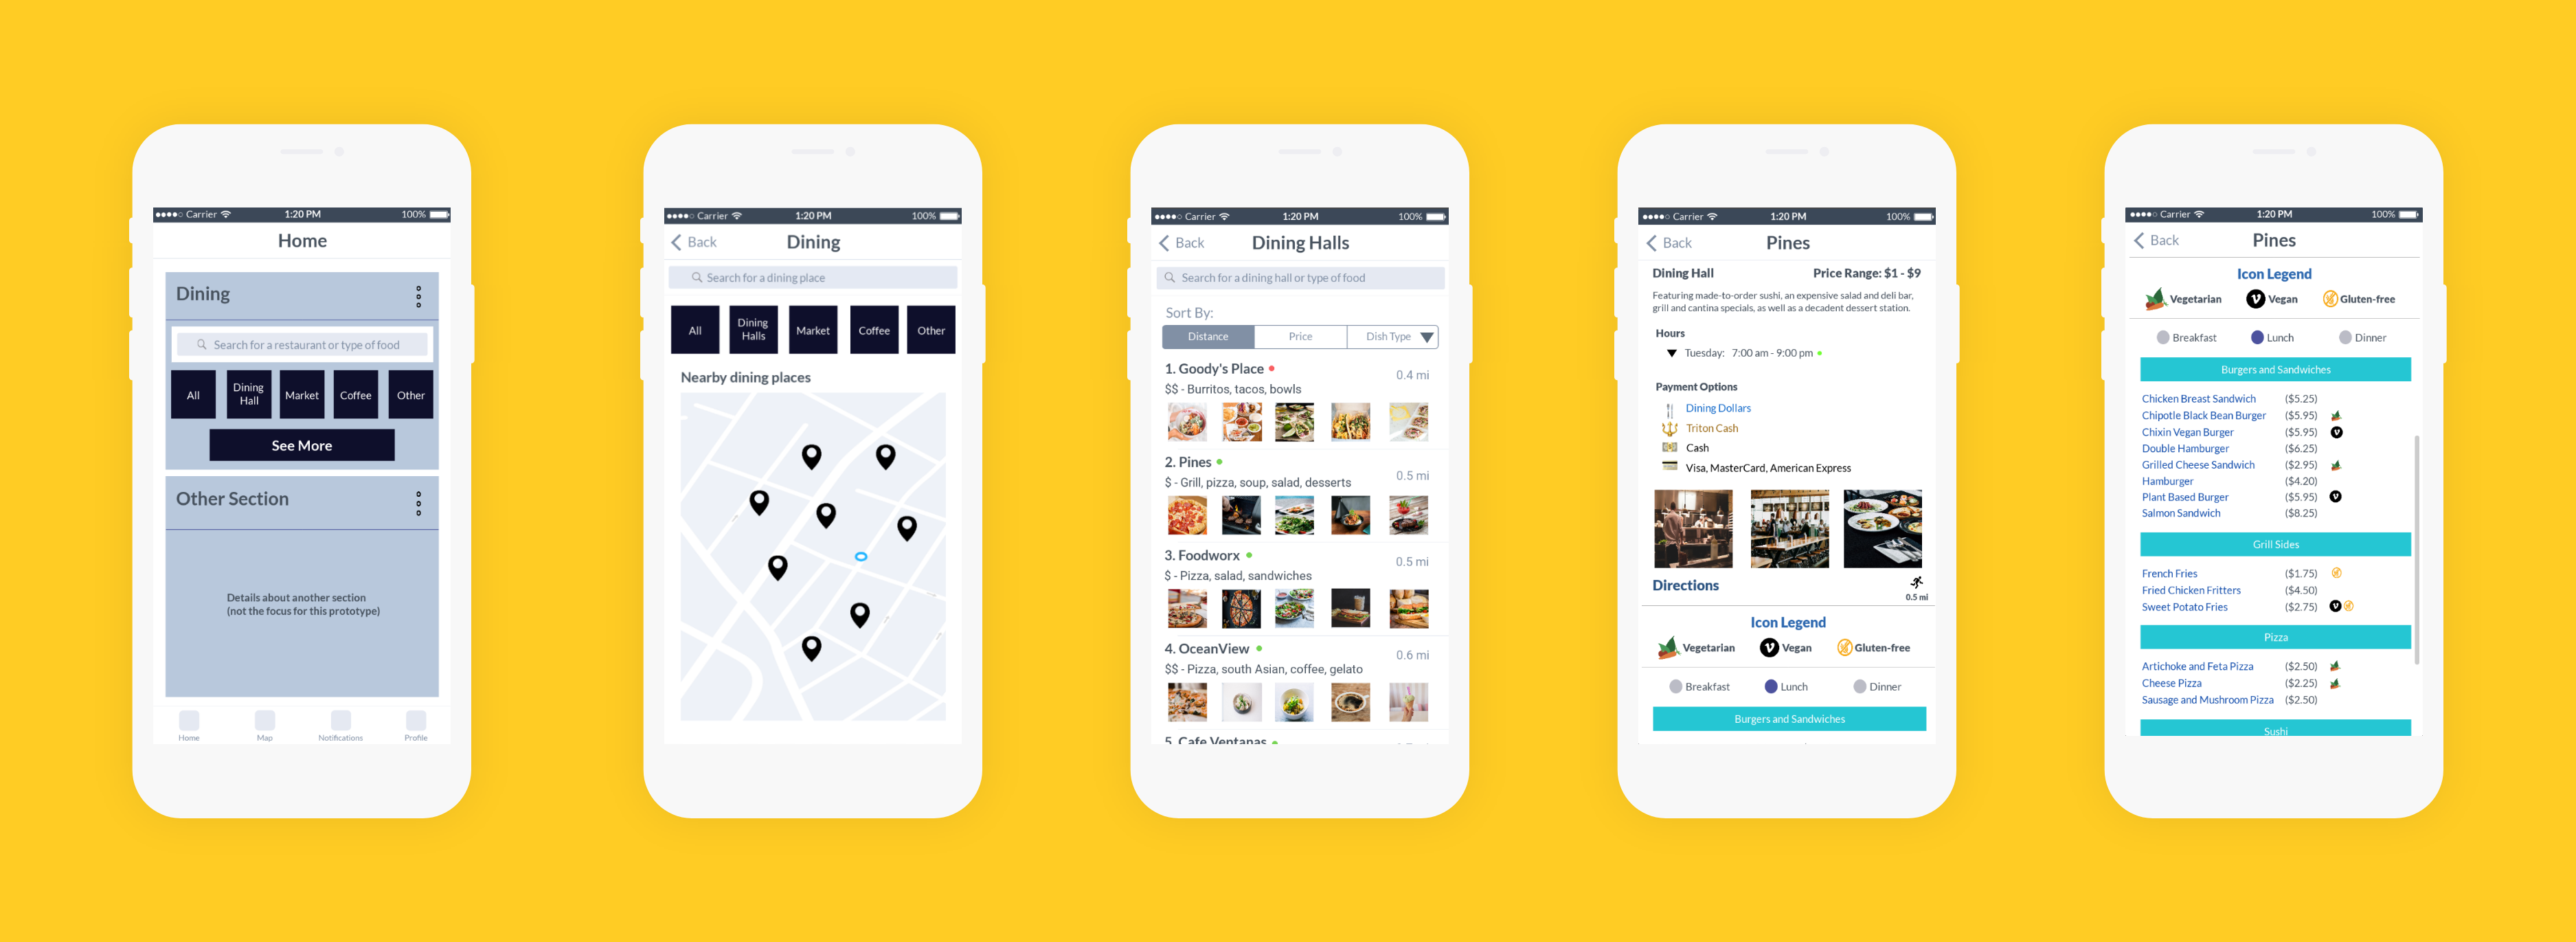 Carrier 1:20 PM 100%
Home
Dining
Search for a restaurant or type of food
All
Dining
Hall
Market
Coffee
Other
See More
Other Section
Details about another section
(not the focus for this prototype)
Home Map Notifications Profile
Carrier 1:20 PM 100%
Back Dining
Search for a dining place
All
Dining
Halls
Market
Coffee
Other
Nearby dining places
Carrier 1:20 PM 100%
Back Dining Halls
Search for a dining hall or type of food
Sort By:
Distance Price Dish Type
1. Goody's Place 0.4 mi
$$ - Burritos, tacos, bowls
2. Pines 0.5 mi
$ - Grill, pizza, soup, salad, desserts
3. Foodworx 0.5 mi
$ - Pizza, salad, sandwiches
4. OceanView 0.6 mi
$$ - Pizza, south Asian, coffee, gelato
5. Cafe Ventanas
Carrier 1:20 PM 100%
Back Pines
Dining Hall Price Range: $1 - $9
Featuring made-to-order sushi, an expensive salad and deli bar,
grill and cantina specials, as well as a decadent dessert station.
Hours
Tuesday: 7:00 am - 9:00 pm
Payment Options
Dining Dollars
Triton Cash
Cash
Visa, MasterCard, American Express
Directions 0.5 mi
Icon Legend
Vegetarian V Vegan Gluten-free
Breakfast Lunch Dinner
Burgers and Sandwiches
Carrier 1:20 PM 100%
Back Pines
Icon Legend
Vegetarian V Vegan Gluten-free
Breakfast Lunch Dinner
Burgers and Sandwiches
Chicken Breast Sandwich ($5.25)
Chipotle Black Bean Burger ($5.95)
Chixin Vegan Burger ($5.95) V
Double Hamburger ($6.25)
Grilled Cheese Sandwich ($2.95)
Hamburger ($4.20)
Plant Based Burger ($5.95) V
Salmon Sandwich ($8.25)
Grill Sides
French Fries ($1.75)
Fried Chicken Fritters ($4.50)
Sweet Potato Fries ($2.75) V
Pizza
Artichoke and Feta Pizza ($2.50)
Cheese Pizza ($2.25)
Sausage and Mushroom Pizza ($2.50)
Sushi